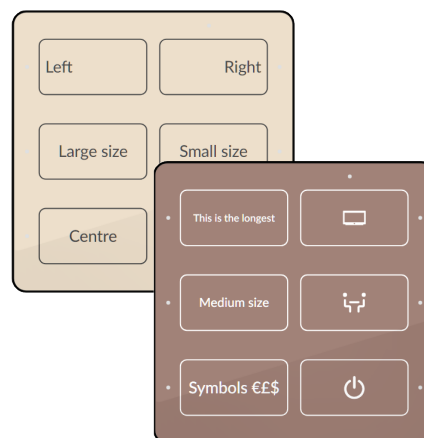 Left
Right
Large size
Small size
Centre
This is the longest
Medium size
Symbols €£$